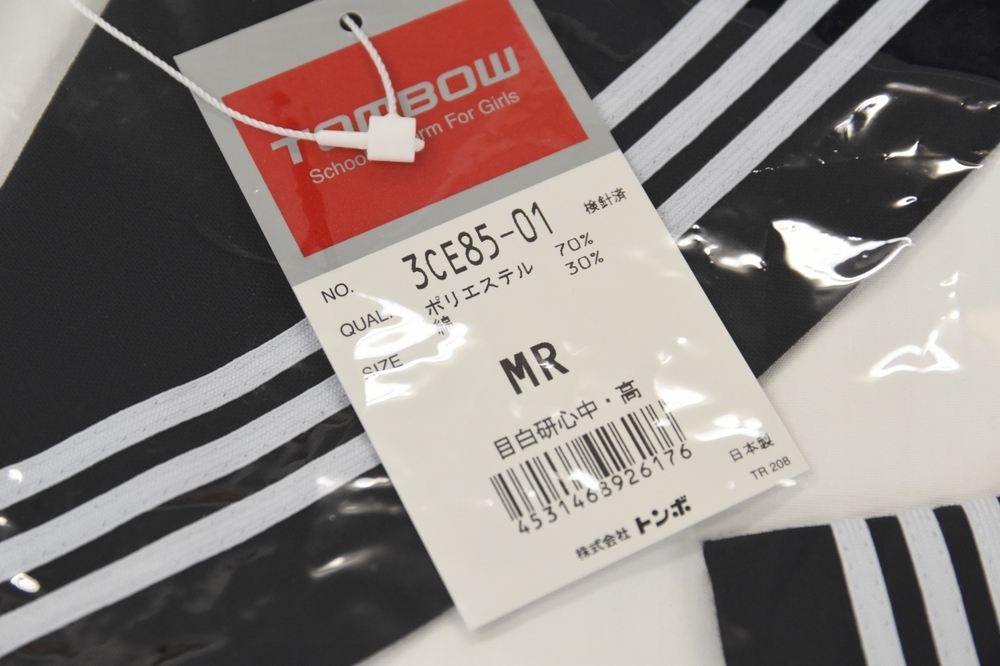 TOMBOW
School Uniform For Girls
検針済
NO. 3CE85-01
QUAL. ポリエステル 70%
綿 30%
SIZE
MR
目白研心中・高
4531463926176
日本製
TR 208
株式会社 トンボ